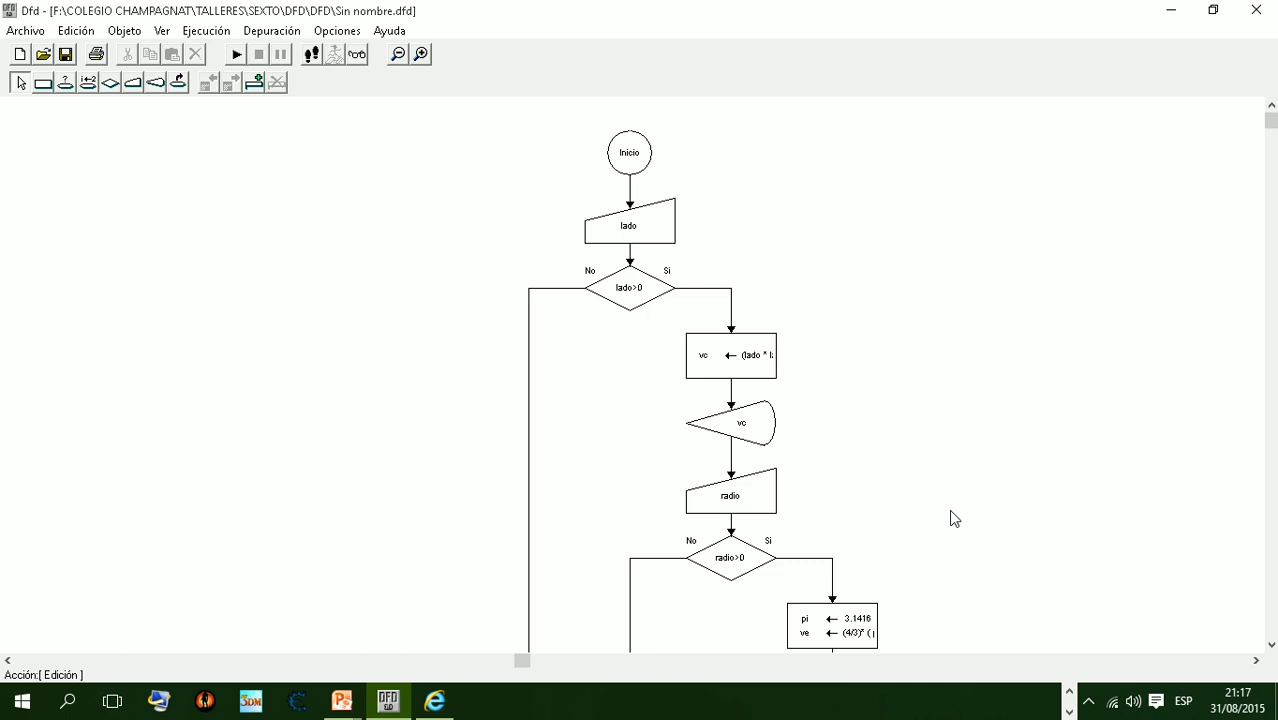 Dfd - [F:\COLEGIO CHAMPAGNAT\TALLERES\SEXTO\DFD\DFD\Sin nombre.dfd]
Archivo Edición Objeto Ver Ejecución Depuración Opciones Ayuda
Inicio
lado
No Si
lado>0
vc ← (lado * l
vc
radio
No Si
radio>0
pi ← 3.1416
ve ← (4/3)* ( 
Acción:[ Edición ]
3DM
DFD
ESP
21:17
31/08/2015